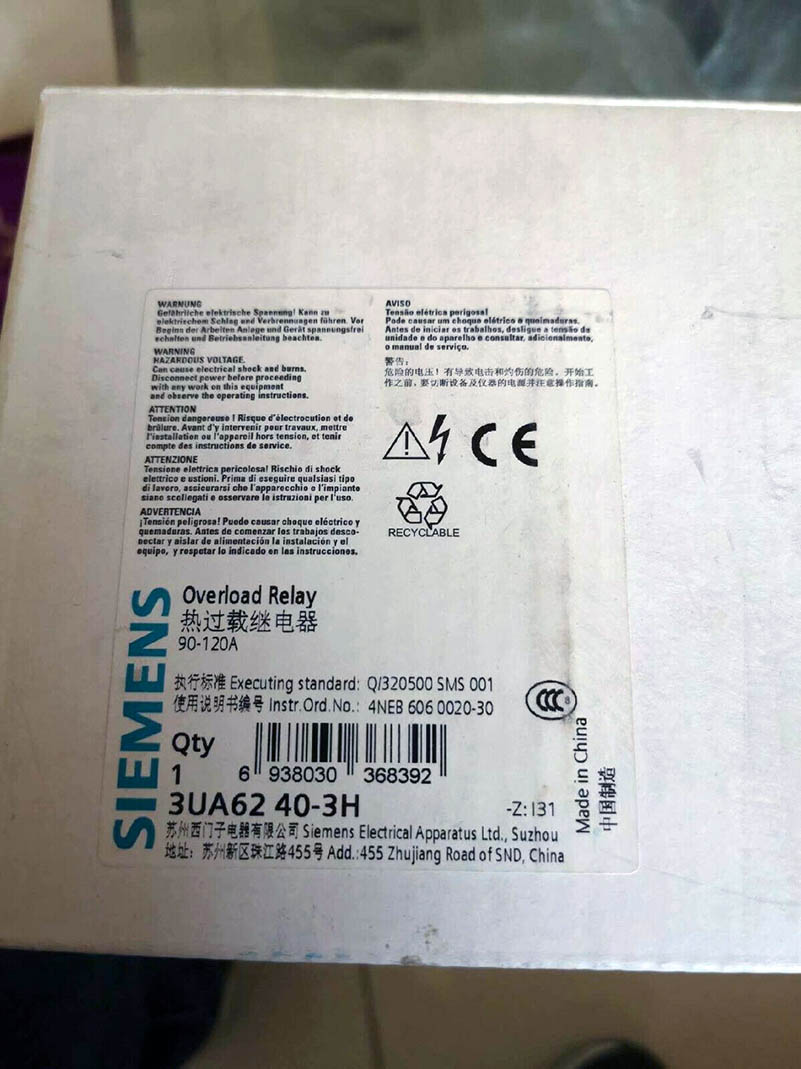 WARNUNG
Gefährliche elektrische Spannung! Kann zu
elektrischem Schlag und Verbrennungen führen. Vor
Beginn der Arbeiten Anlage und Gerät spannungsfrei
schalten und Betriebsanleitung beachten.
WARNING
HAZARDOUS VOLTAGE.
Can cause electrical shock and burns.
Disconnect power before proceeding
with any work on this equipment
and observe the operating instructions.
ATTENTION
Tension dangereuse ! Risque d'électrocution et de
brûlure. Avant d'y intervenir pour travaux, mettre
l'installation ou l'appareil hors tension, et tenir
compte des instructions de service.
ATTENZIONE
Tensione elettrica pericolosa! Rischio di shock
elettrico e ustioni. Prima di eseguire qualsiasi tipo
di lavoro, assicurarsi che l'apparecchio o l'impianto
siano scollegati e osservare le istruzioni per l'uso.
ADVERTENCIA
¡Tensión peligrosa! Puede causar choque eléctrico y
quemaduras. Antes de comenzar los trabajos desco-
nectar y aislar de alimentación la instalación y el
equipo, y respetar lo indicado en las instrucciones.
AVISO
Tensão elétrica perigosa!
Pode causar um choque elétrico e queimaduras.
Antes de iniciar os trabalhos, desligue a tensão da
unidade e do aparelho e consultar, adicionalmente,
o manual de serviço.
警告:
危险的电压！有导致电击和灼伤的危险。开始工
作之前,要切断设备及仪器的电源并注意操作指南。
CE
RECYCLABLE
SIEMENS
Overload Relay
热过载继电器
90-120A
执行标准 Executing standard: Q/320500 SMS 001
使用说明书编号 Instr.Ord.No.: 4NEB 606 0020-30
CCC S
Qty
1
6 938030 368392
3UA62 40-3H
-Z: I31
苏州西门子电器有限公司 Siemens Electrical Apparatus Ltd., Suzhou
地址: 苏州新区珠江路455号 Add.:455 Zhujiang Road of SND, China
Made in China
中国制造